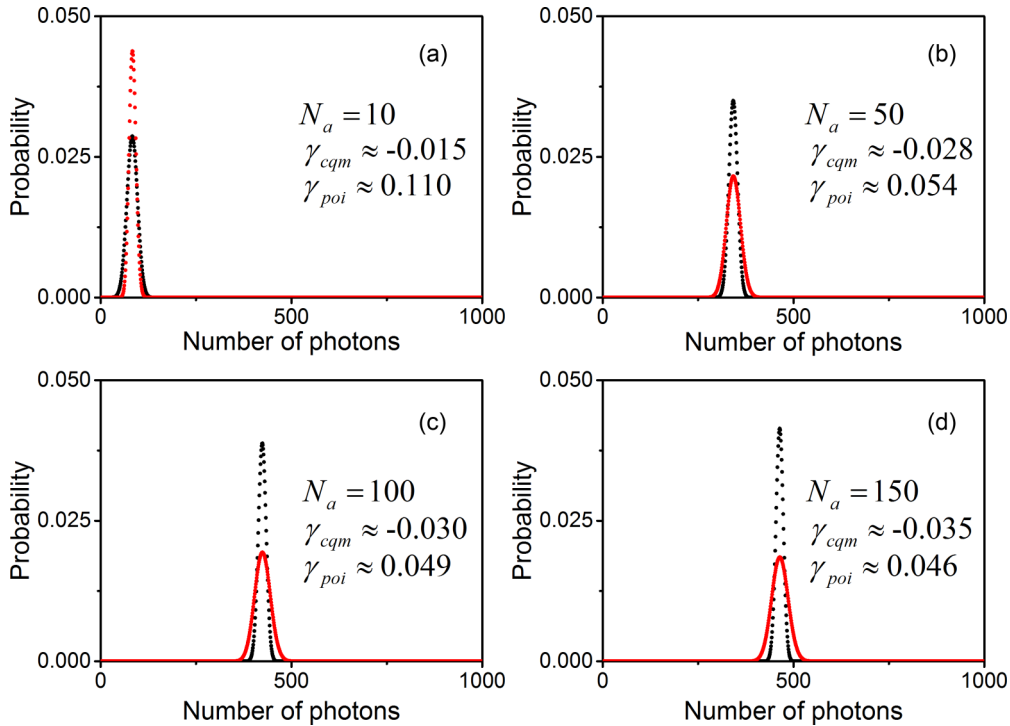 0.050
(a)
N_a = 10
γ_cqm ≈ -0.015
γ_poi ≈ 0.110
0.025
0.000
Probability
0 500 1000
Number of photons
0.050
(b)
N_a = 50
γ_cqm ≈ -0.028
γ_poi ≈ 0.054
0.025
0.000
Probability
0 500 1000
Number of photons
0.050
(c)
N_a = 100
γ_cqm ≈ -0.030
γ_poi ≈ 0.049
0.025
0.000
Probability
0 500 1000
Number of photons
0.050
(d)
N_a = 150
γ_cqm ≈ -0.035
γ_poi ≈ 0.046
0.025
0.000
Probability
0 500 1000
Number of photons